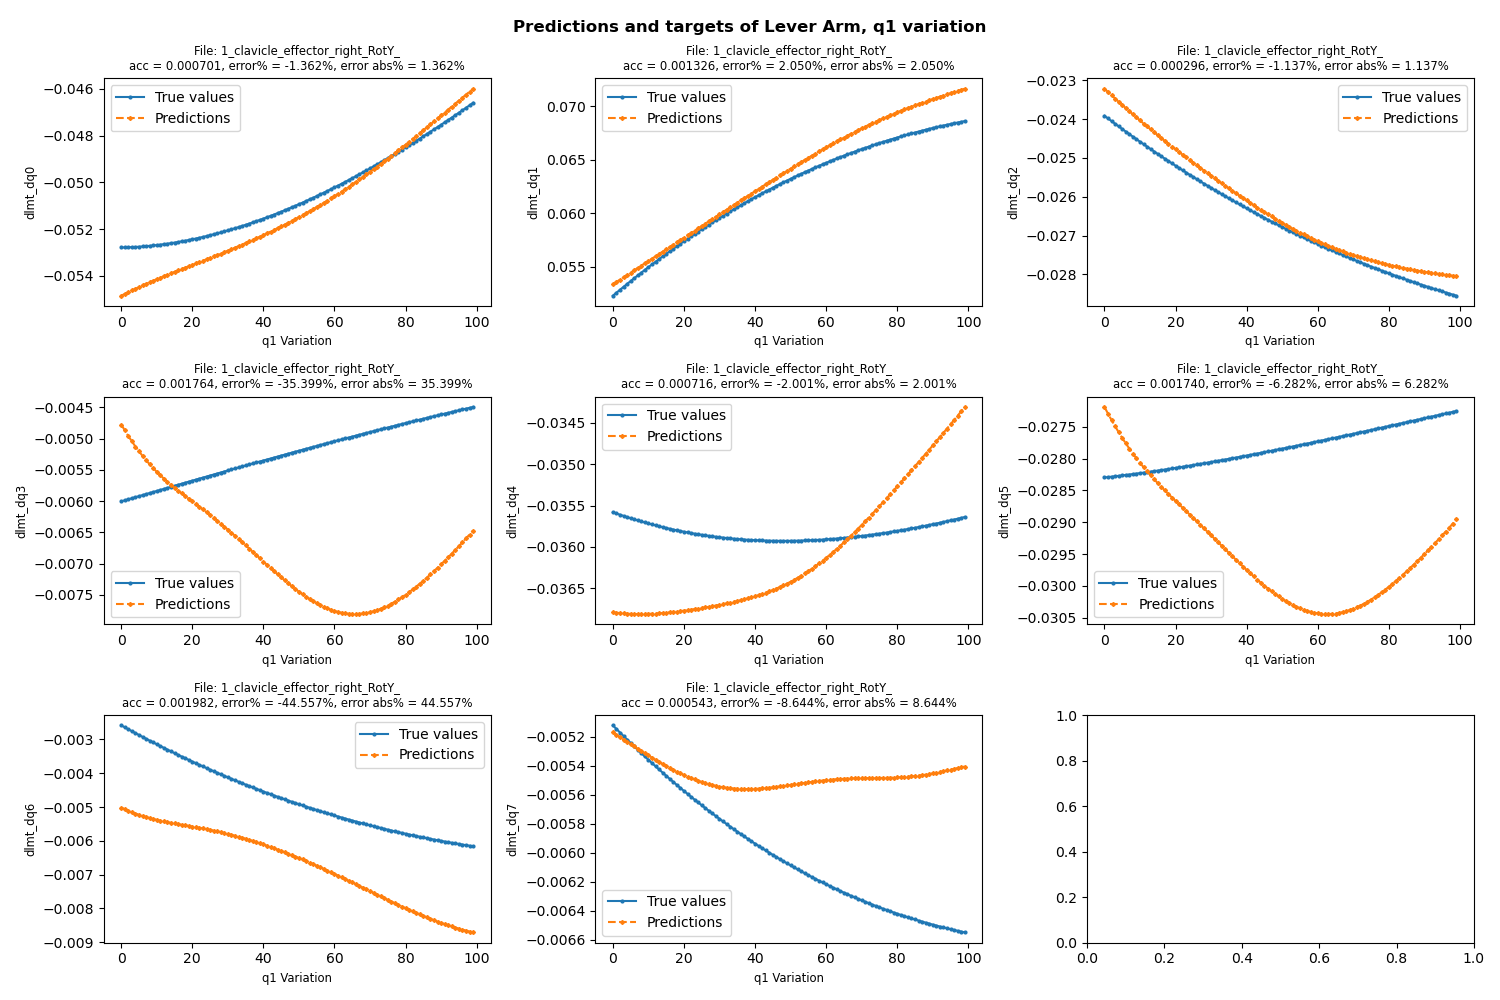 Predictions and targets of Lever Arm, q1 variation
File: 1_clavicle_effector_right_RotY_
acc = 0.000701, error% = -1.362%, error abs% = 1.362%
−0.046
−0.048
−0.050
−0.052
−0.054
dlmt_dq0
True values
Predictions
0 20 40 60 80 100
q1 Variation
File: 1_clavicle_effector_right_RotY_
acc = 0.001326, error% = 2.050%, error abs% = 2.050%
0.070
0.065
0.060
0.055
dlmt_dq1
True values
Predictions
0 20 40 60 80 100
q1 Variation
File: 1_clavicle_effector_right_RotY_
acc = 0.000296, error% = -1.137%, error abs% = 1.137%
−0.023
−0.024
−0.025
−0.026
−0.027
−0.028
dlmt_dq2
True values
Predictions
0 20 40 60 80 100
q1 Variation
File: 1_clavicle_effector_right_RotY_
acc = 0.001764, error% = -35.399%, error abs% = 35.399%
−0.0045
−0.0050
−0.0055
−0.0060
−0.0065
−0.0070
−0.0075
dlmt_dq3
True values
Predictions
0 20 40 60 80 100
q1 Variation
File: 1_clavicle_effector_right_RotY_
acc = 0.000716, error% = -2.001%, error abs% = 2.001%
−0.0345
−0.0350
−0.0355
−0.0360
−0.0365
dlmt_dq4
True values
Predictions
0 20 40 60 80 100
q1 Variation
File: 1_clavicle_effector_right_RotY_
acc = 0.001740, error% = -6.282%, error abs% = 6.282%
−0.0275
−0.0280
−0.0285
−0.0290
−0.0295
−0.0300
−0.0305
dlmt_dq5
True values
Predictions
0 20 40 60 80 100
q1 Variation
File: 1_clavicle_effector_right_RotY_
acc = 0.001982, error% = -44.557%, error abs% = 44.557%
−0.003
−0.004
−0.005
−0.006
−0.007
−0.008
−0.009
dlmt_dq6
True values
Predictions
0 20 40 60 80 100
q1 Variation
File: 1_clavicle_effector_right_RotY_
acc = 0.000543, error% = -8.644%, error abs% = 8.644%
−0.0052
−0.0054
−0.0056
−0.0058
−0.0060
−0.0062
−0.0064
−0.0066
dlmt_dq7
True values
Predictions
0 20 40 60 80 100
q1 Variation
1.0
0.8
0.6
0.4
0.2
0.0
0.0 0.2 0.4 0.6 0.8 1.0